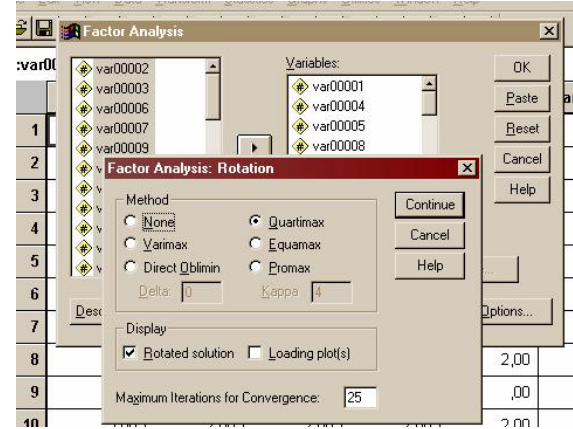 Factor Analysis
:var00
var00002
var00003
var00006
var00007
var00009
Variables:
var00001
var00004
var00005
var00008
OK
Paste
Reset
Cancel
Help
Options...
Factor Analysis: Rotation
Method
None
Quartimax
Varimax
Equamax
Direct Oblimin
Promax
Delta: 0
Kappa 4
Display
Rotated solution
Loading plot(s)
Maximum Iterations for Convergence: 25
Continue
Cancel
Help
1
2
3
4
5
6
7
8
2,00
9
,00
10
2,00